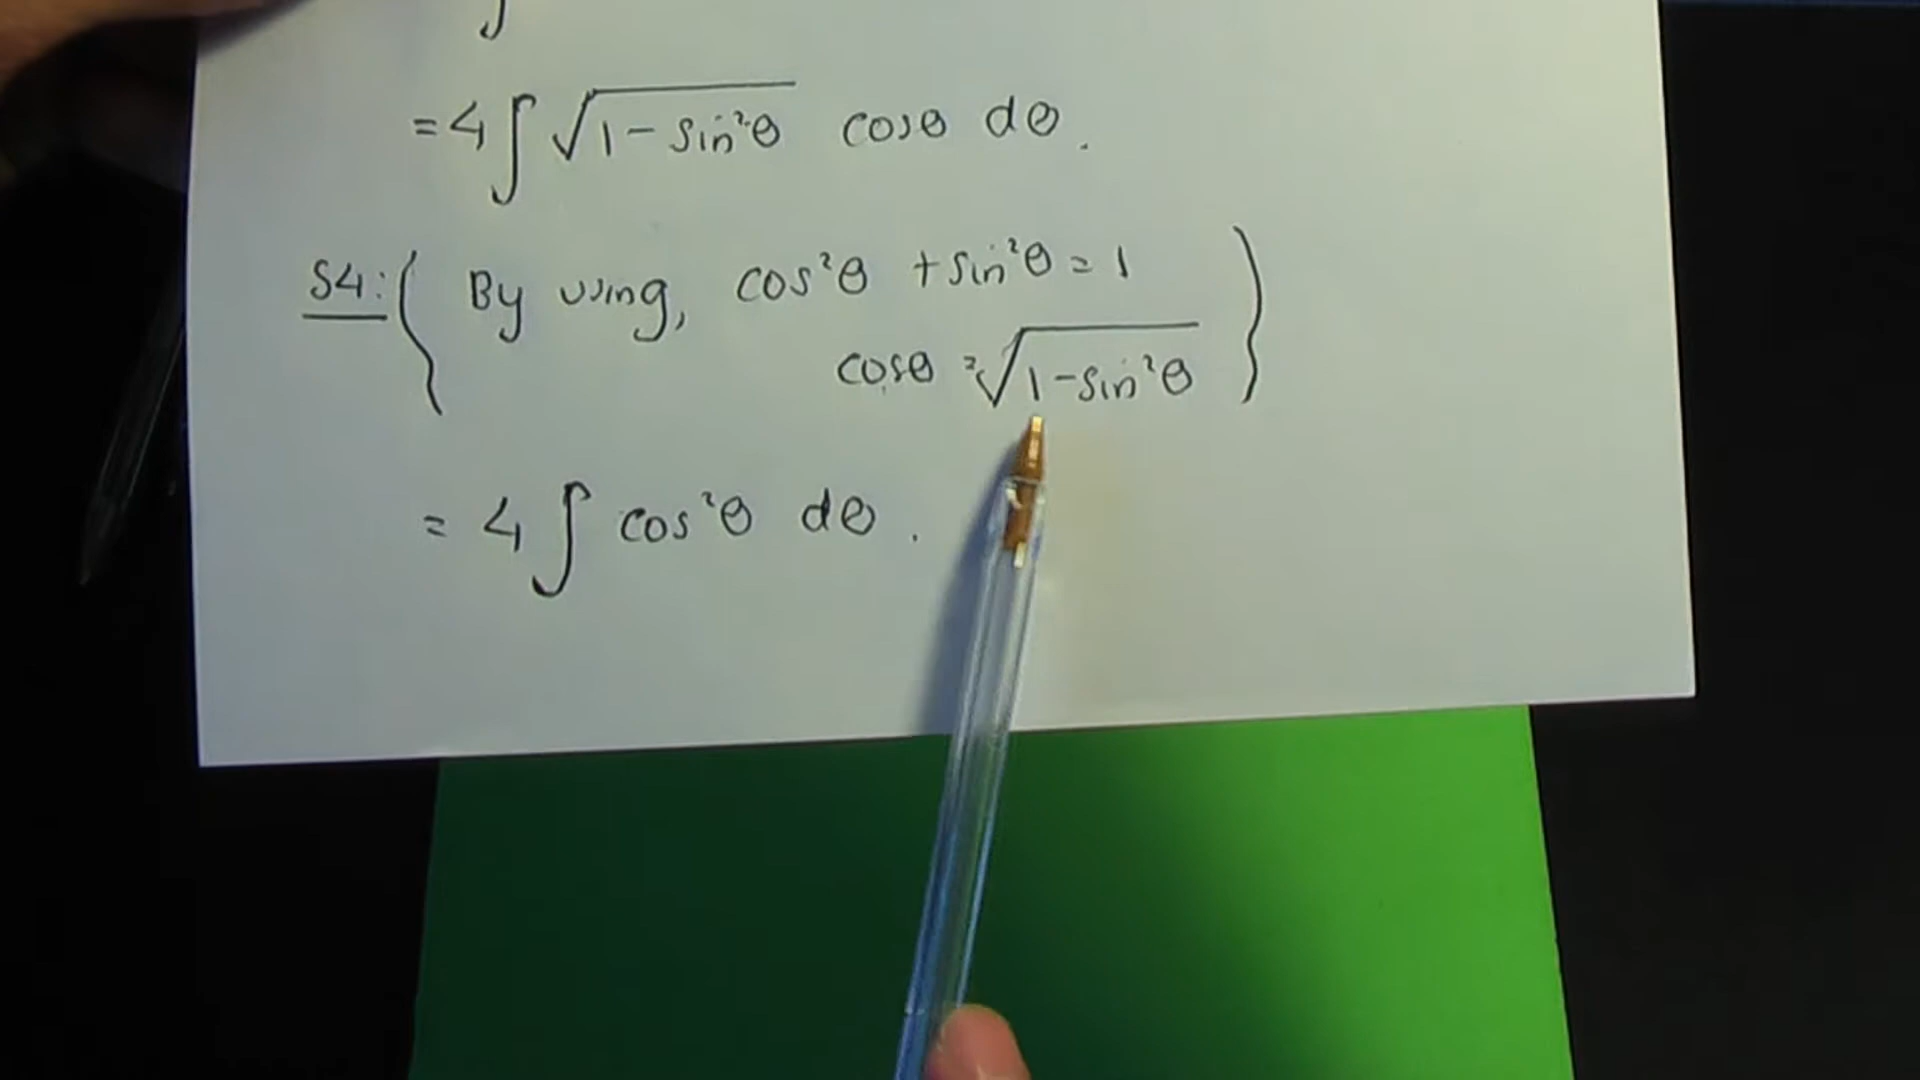 = 4 ∫ √(1 - sin²θ) cosθ dθ.
S4: { By using, cos²θ + sin²θ = 1
cosθ = √(1 - sin²θ) }
= 4 ∫ cos²θ dθ.